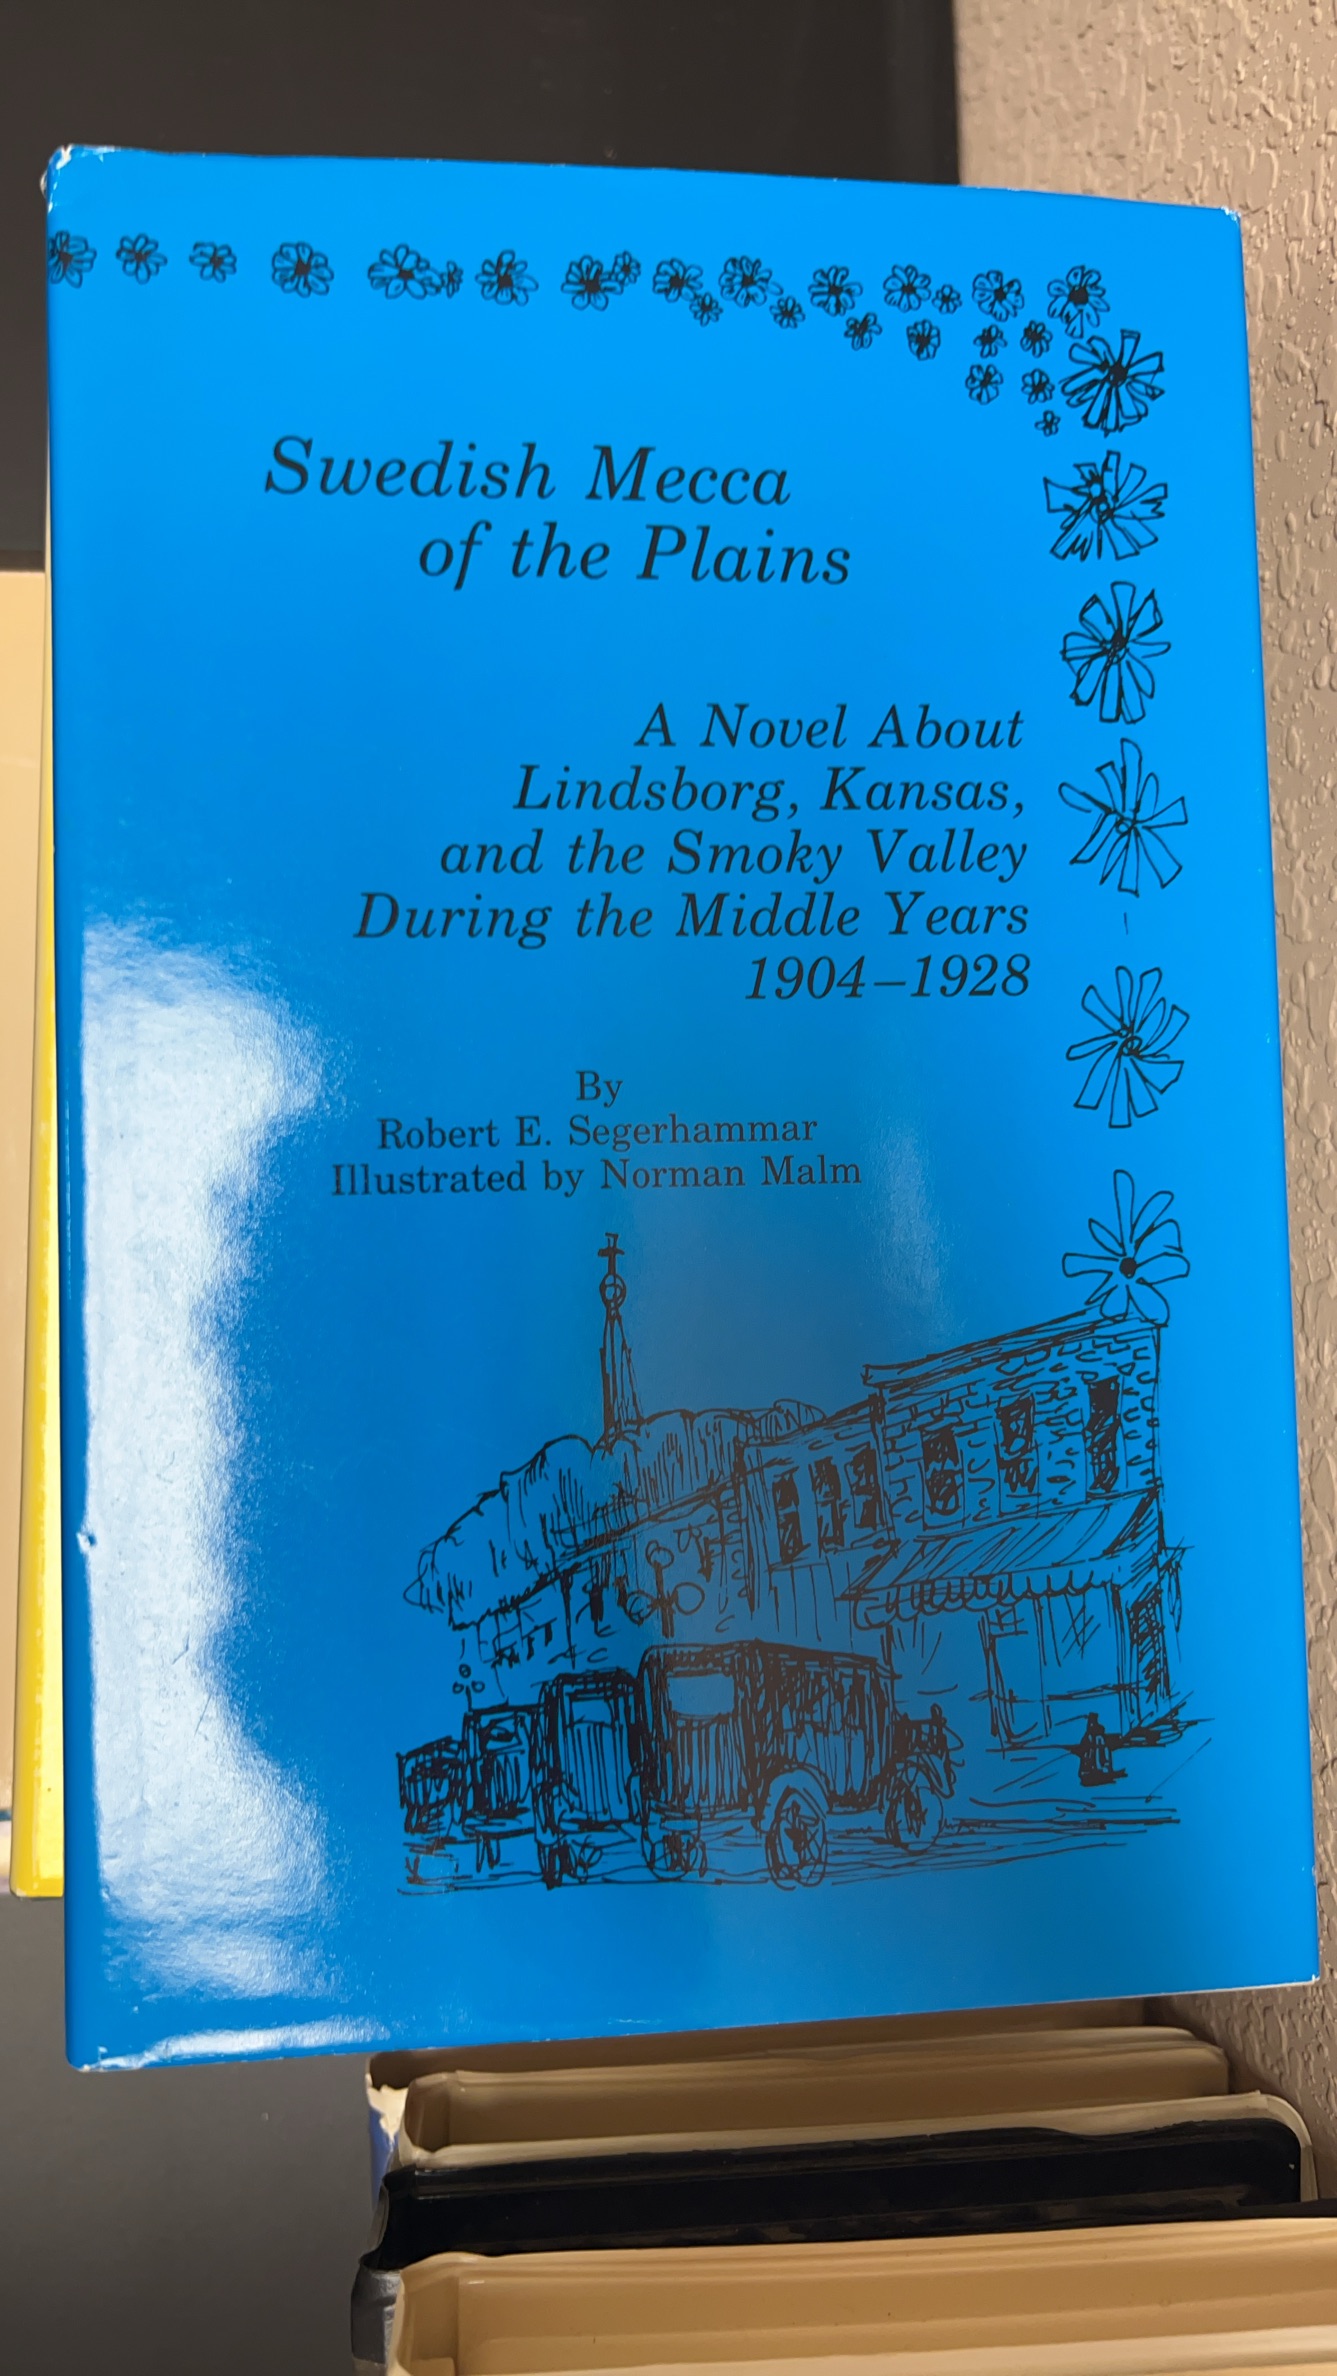 Swedish Mecca
of the Plains
A Novel About
Lindsborg, Kansas,
and the Smoky Valley
During the Middle Years
1904–1928
By
Robert E. Segerhammar
Illustrated by Norman Malm